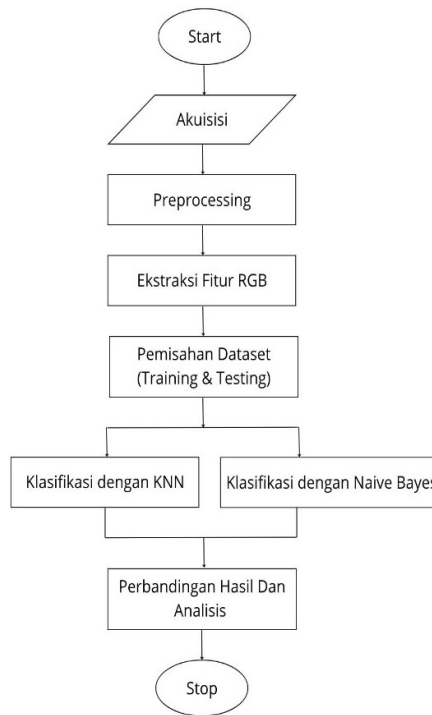 Start
Akuisisi
Preprocessing
Ekstraksi Fitur RGB
Pemisahan Dataset
(Training & Testing)
Klasifikasi dengan KNN
Klasifikasi dengan Naive Bayes
Perbandingan Hasil Dan
Analisis
Stop